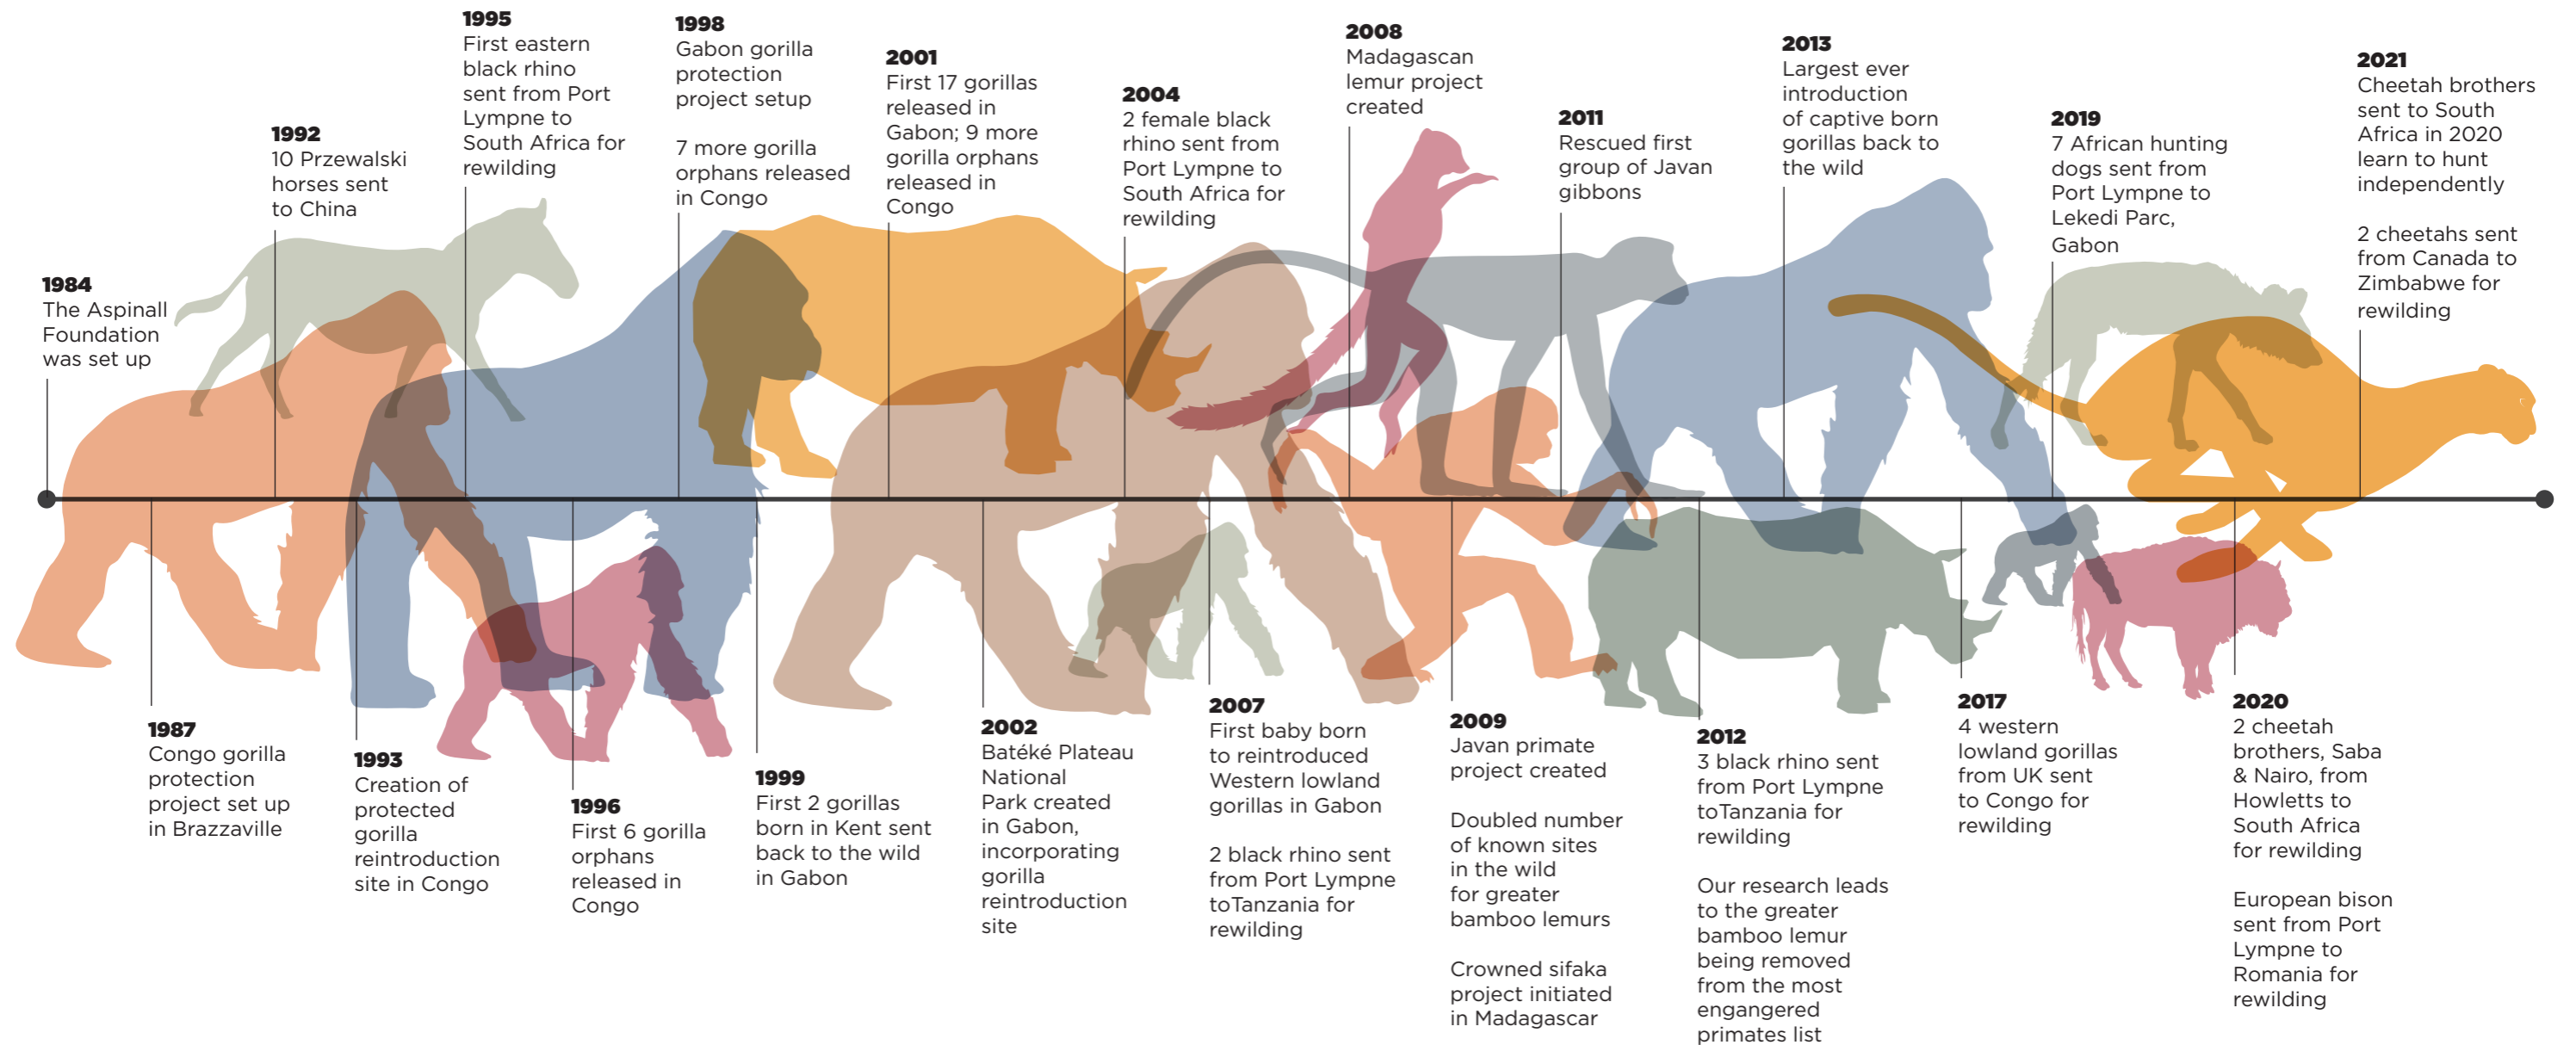 1984
The Aspinall
Foundation
was set up
1987
Congo gorilla
protection
project set up
in Brazzaville
1992
10 Przewalski
horses sent
to China
1993
Creation of
protected
gorilla
reintroduction
site in Congo
1995
First eastern
black rhino
sent from Port
Lympne to
South Africa for
rewilding
1996
First 6 gorilla
orphans
released in
Congo
1998
Gabon gorilla
protection
project setup
7 more gorilla
orphans released
in Congo
1999
First 2 gorillas
born in Kent sent
back to the wild
in Gabon
2001
First 17 gorillas
released in
Gabon; 9 more
gorilla orphans
released in
Congo
2002
Batéké Plateau
National
Park created
in Gabon,
incorporating
gorilla
reintroduction
site
2004
2 female black
rhino sent from
Port Lympne to
South Africa for
rewilding
2007
First baby born
to reintroduced
Western lowland
gorillas in Gabon
2 black rhino sent
from Port Lympne
toTanzania for
rewilding
2008
Madagascan
lemur project
created
2009
Javan primate
project created
Doubled number
of known sites
in the wild
for greater
bamboo lemurs
Crowned sifaka
project initiated
in Madagascar
2011
Rescued first
group of Javan
gibbons
2012
3 black rhino sent
from Port Lympne
toTanzania for
rewilding
Our research leads
to the greater
bamboo lemur
being removed
from the most
engangered
primates list
2013
Largest ever
introduction
of captive born
gorillas back to
the wild
2017
4 western
lowland gorillas
from UK sent
to Congo for
rewilding
2019
7 African hunting
dogs sent from
Port Lympne to
Lekedi Parc,
Gabon
2020
2 cheetah
brothers, Saba
& Nairo, from
Howletts to
South Africa
for rewilding
European bison
sent from Port
Lympne to
Romania for
rewilding
2021
Cheetah brothers
sent to South
Africa in 2020
learn to hunt
independently
2 cheetahs sent
from Canada to
Zimbabwe for
rewilding